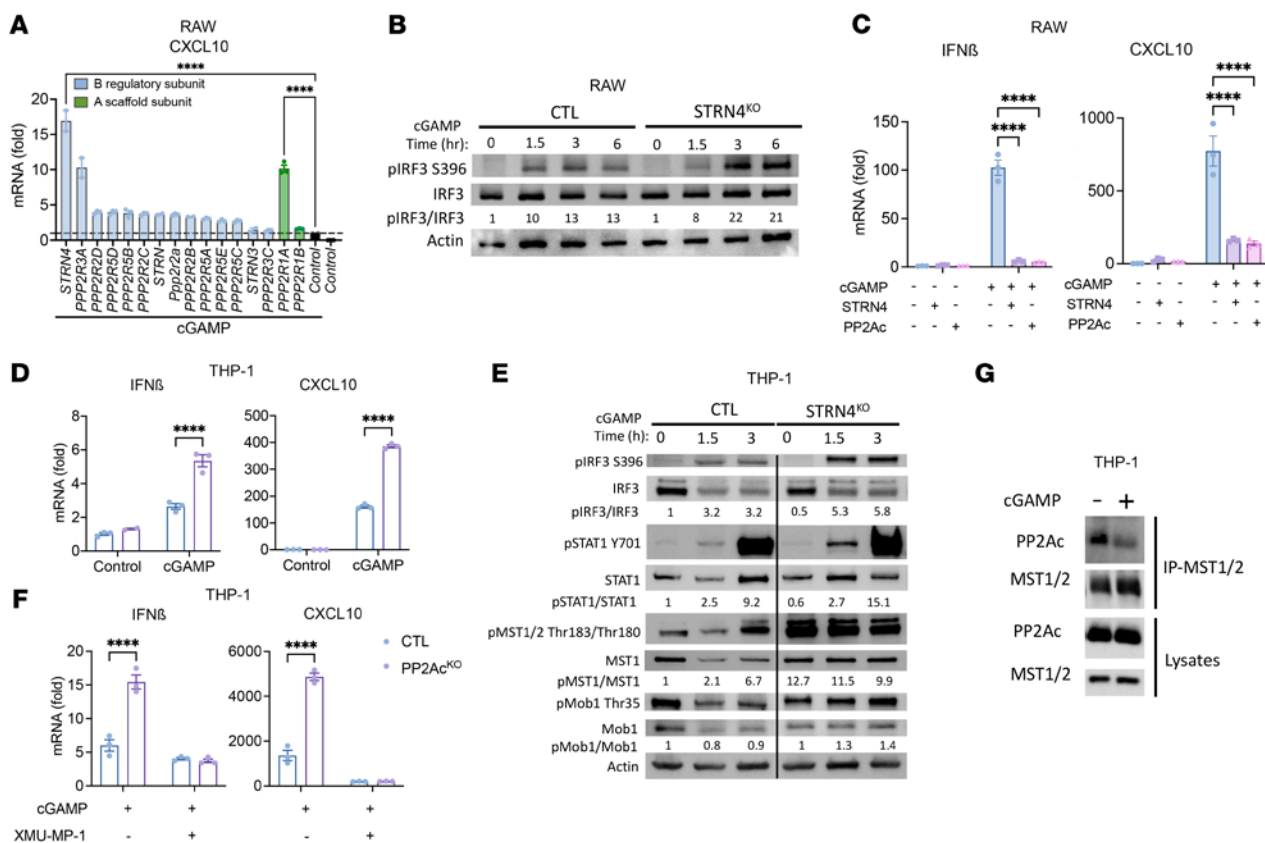 A
RAW
CXCL10
****
****
B regulatory subunit
A scaffold subunit
mRNA (fold)
20
15
10
5
1
0
STRN4
PPP2R3A
PPP2R2D
PPP2R5D
PPP2R5B
PPP2R2C
STRN
Ppp2r2a
PPP2R2B
PPP2R5A
PPP2R5E
PPP2R5C
STRN3
PPP2R3C
PPP2R1A
PPP2R1B
Control
Control
cGAMP
B
RAW
CTL STRN4KO
cGAMP
Time (hr): 0 1.5 3 6 0 1.5 3 6
pIRF3 S396
IRF3
pIRF3/IRF3 1 10 13 13 1 8 22 21
Actin
C
RAW
IFNß CXCL10
****
****
****
****
mRNA (fold)
150
100
50
0
1000
500
0
cGAMP - - - + + + - - - + + +
STRN4 - + - - + - - + - - + -
PP2Ac - - + - - + - - + - - +
D
THP-1
IFNß CXCL10
**** ****
mRNA (fold)
8
6
4
2
0
500
400
300
200
100
0
Control cGAMP Control cGAMP
E
THP-1
CTL STRN4KO
cGAMP
Time (h): 0 1.5 3 0 1.5 3
pIRF3 S396
IRF3
pIRF3/IRF3 1 3.2 3.2 0.5 5.3 5.8
pSTAT1 Y701
STAT1
pSTAT1/STAT1 1 2.5 9.2 0.6 2.7 15.1
pMST1/2 Thr183/Thr180
MST1
pMST1/MST1 1 2.1 6.7 12.7 11.5 9.9
pMob1 Thr35
Mob1
pMob1/Mob1 1 0.8 0.9 1 1.3 1.4
Actin
F
THP-1
IFNß CXCL10
**** ****
CTL
PP2AcKO
mRNA (fold)
20
15
10
5
0
6000
4000
2000
0
cGAMP + + + +
XMU-MP-1 - + - +
G
THP-1
cGAMP - +
PP2Ac
MST1/2
IP-MST1/2
PP2Ac
MST1/2
Lysates